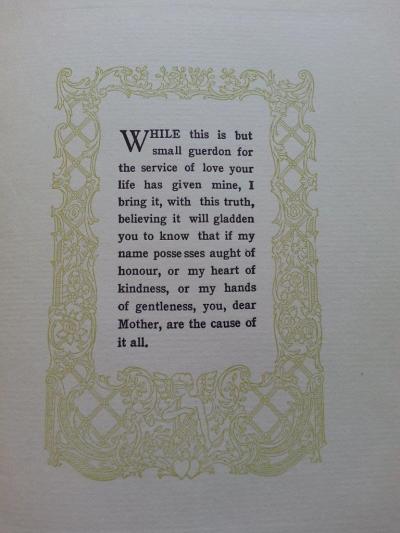 WHILE this is but
small guerdon for
the service of love your
life has given mine, I
bring it, with this truth,
believing it will gladden
you to know that if my
name possesses aught of
honour, or my heart of
kindness, or my hands
of gentleness, you, dear
Mother, are the cause of
it all.